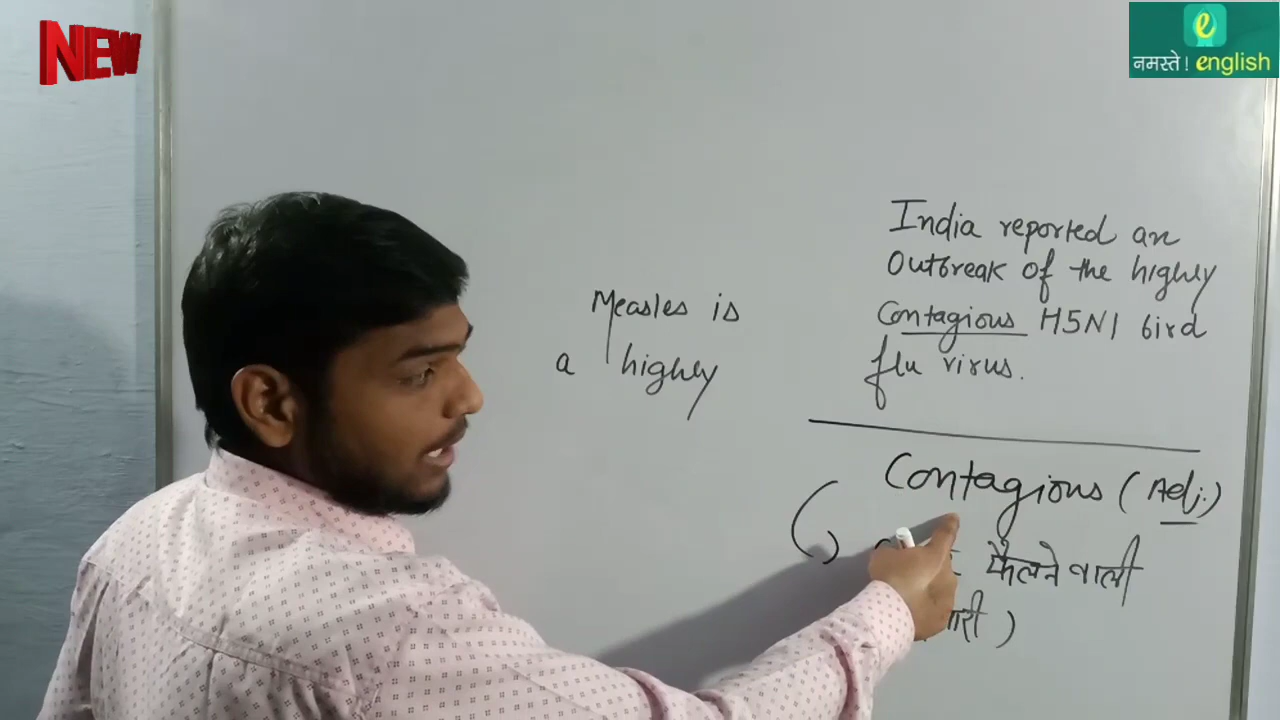 NEW
नमस्ते! english
Measles is
a highly
India reported an
Outbreak of the highly
Contagious H5N1 bird
flu virus.
Contagious (Adj.)
फैलने वाली
)